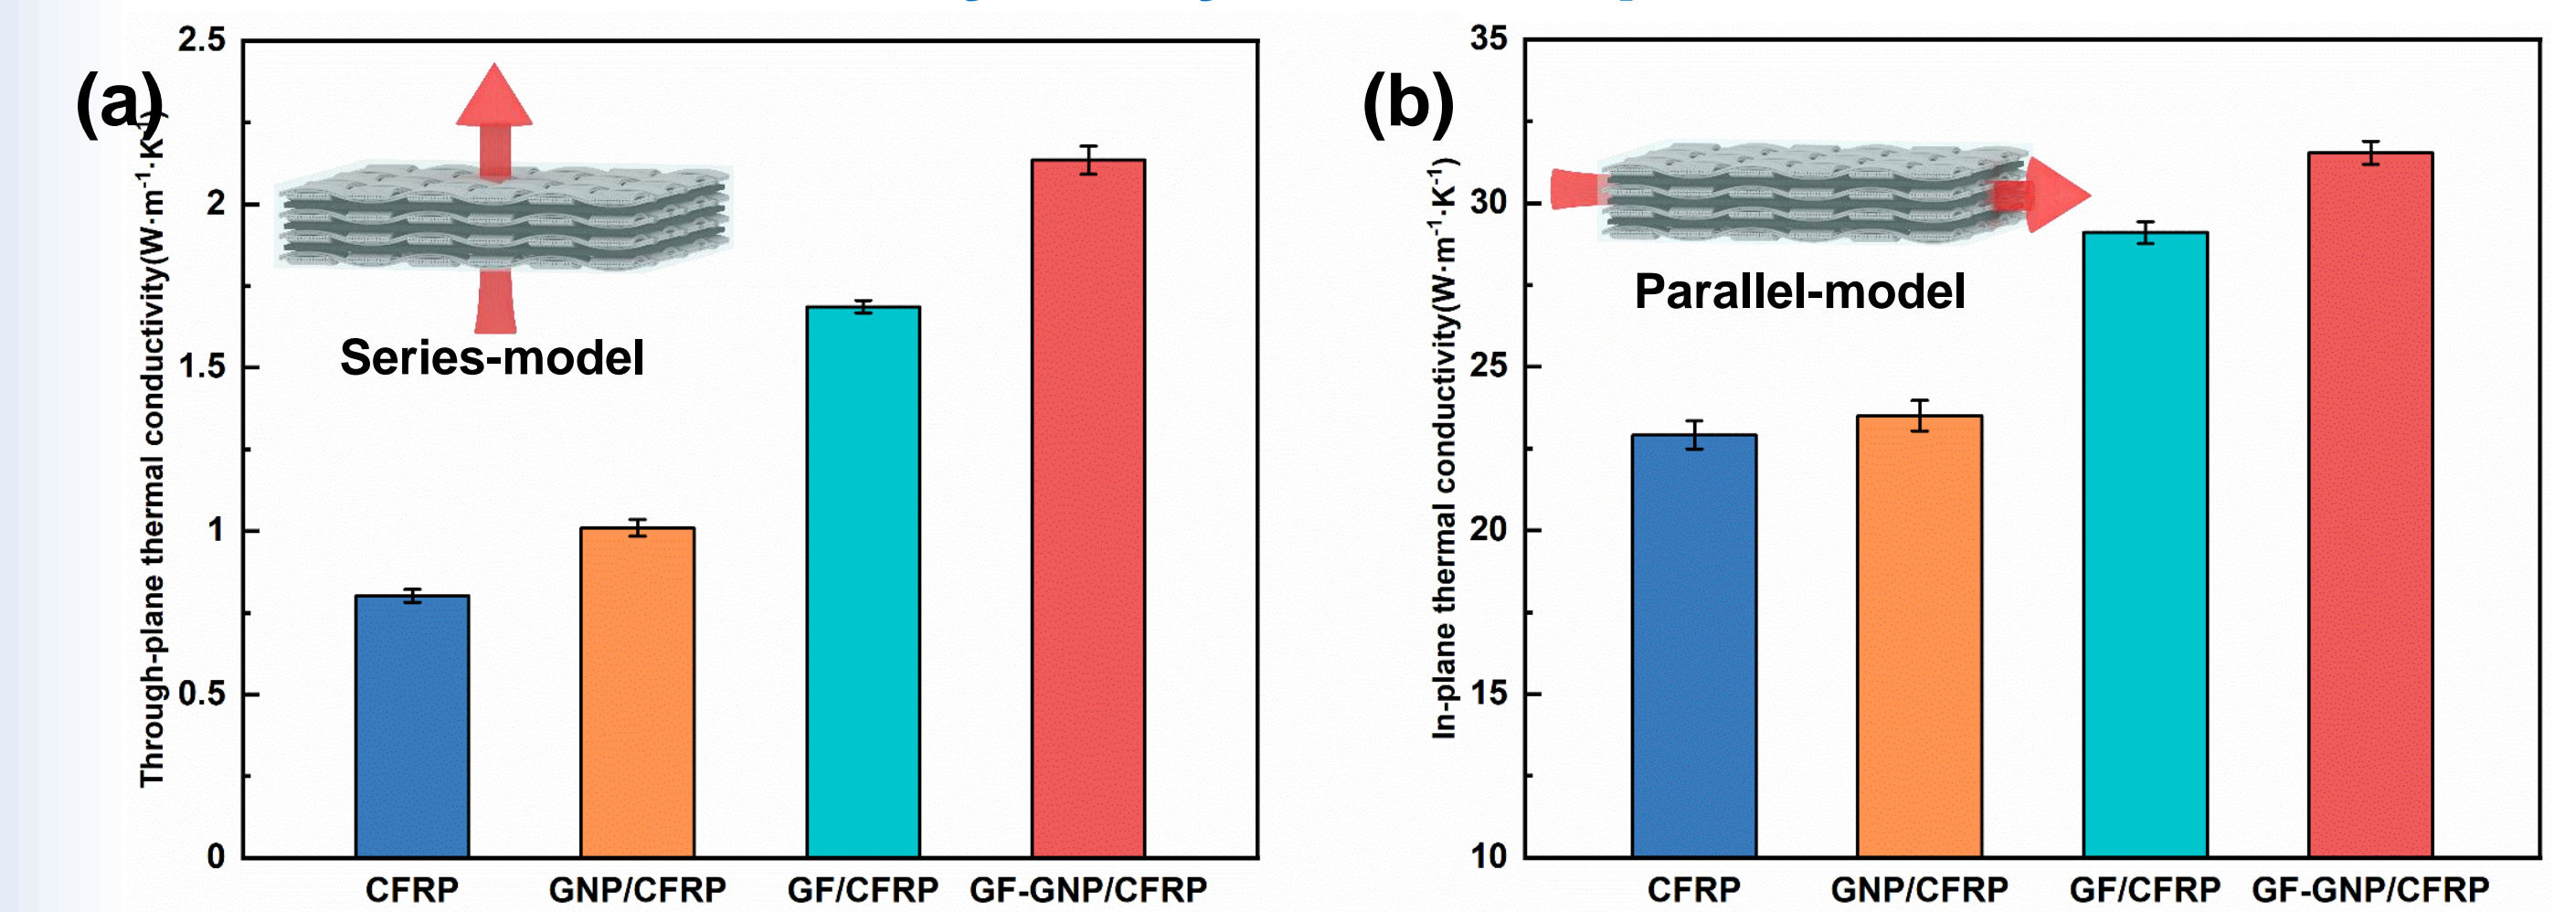 (a)
Through-plane thermal conductivity(W·m⁻¹·K⁻¹)
2.5
2
1.5
1
0.5
0
Series-model
CFRP
GNP/CFRP
GF/CFRP
GF-GNP/CFRP
(b)
In-plane thermal conductivity(W·m⁻¹·K⁻¹)
35
30
25
20
15
10
Parallel-model
CFRP
GNP/CFRP
GF/CFRP
GF-GNP/CFRP